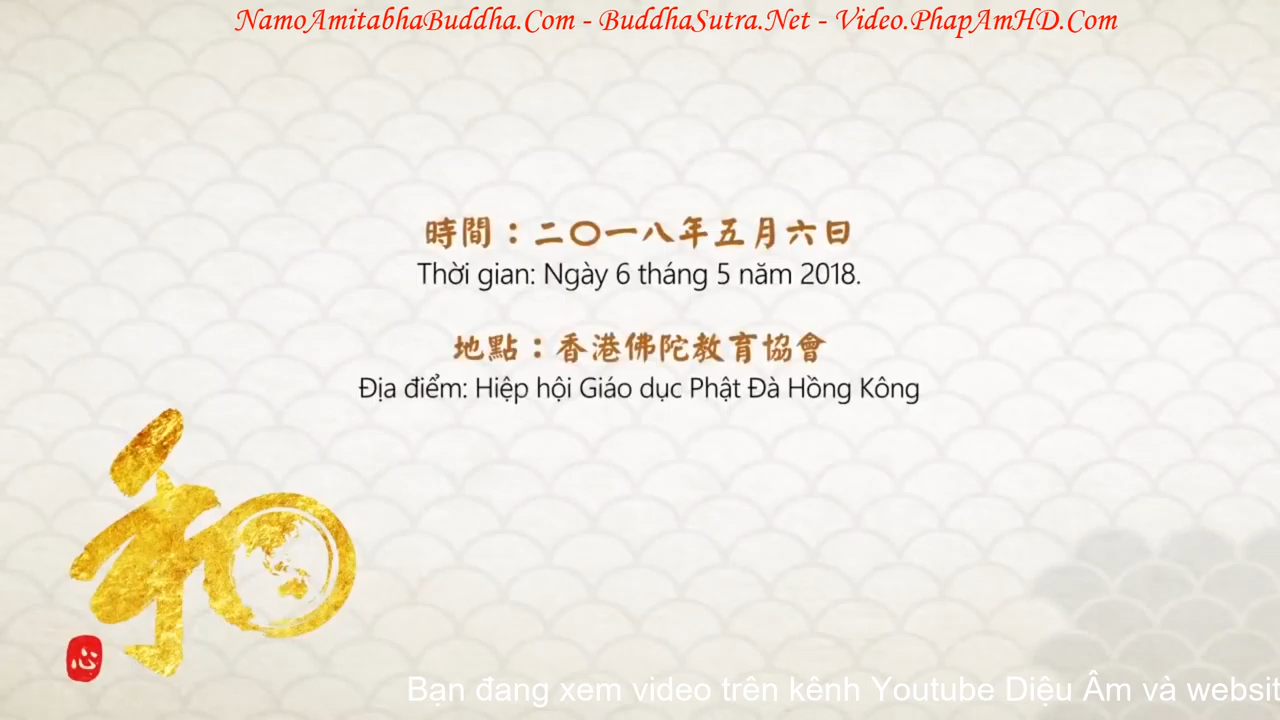 NamoAmitabhaBuddha.Com - BuddhaSutra.Net - Video.PhapAmHD.Com
時間：二〇一八年五月六日
Thời gian: Ngày 6 tháng 5 năm 2018.
地點：香港佛陀教育協會
Địa điểm: Hiệp hội Giáo dục Phật Đà Hồng Kông
和
心
Bạn đang xem video trên kênh Youtube Diệu Âm và websit